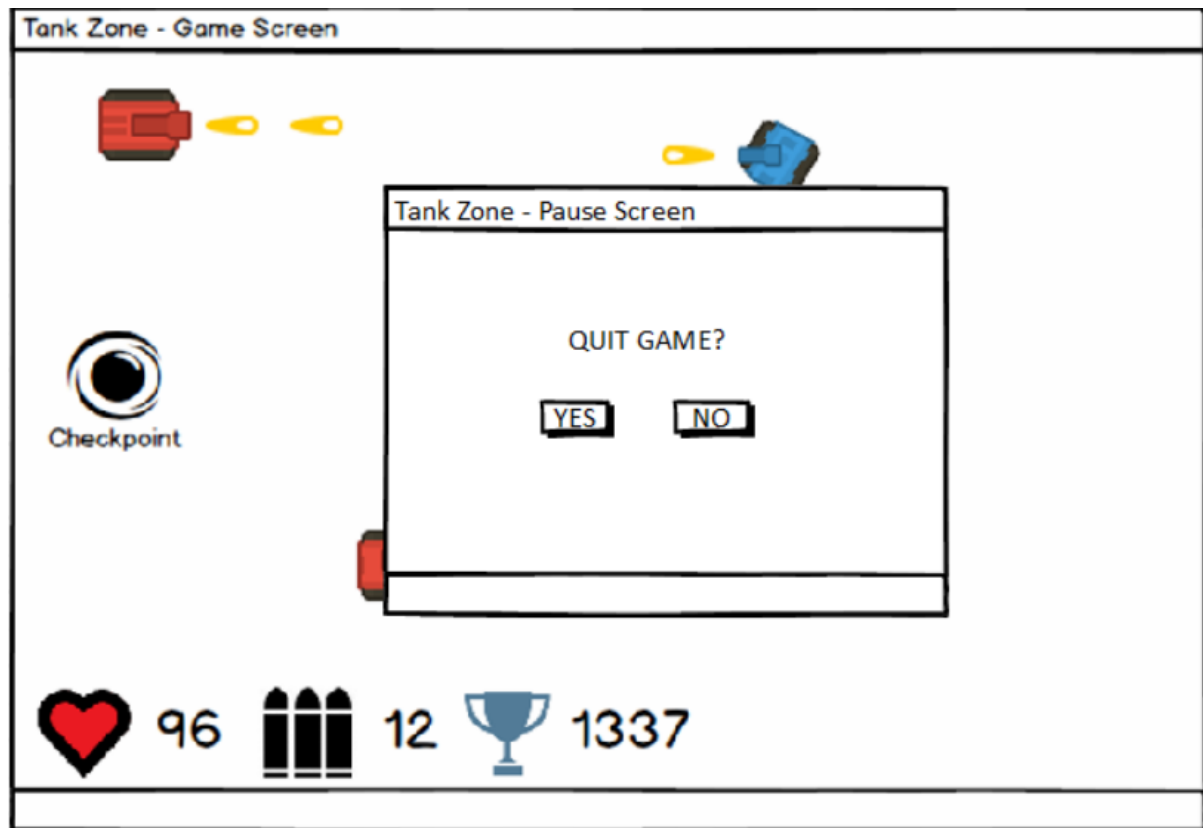 Tank Zone - Game Screen
Tank Zone - Pause Screen
QUIT GAME?
YES NO
Checkpoint
96 12 1337